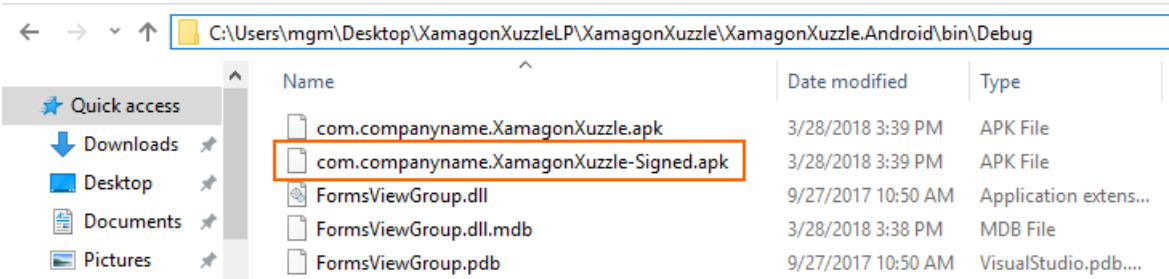 C:\Users\mgm\Desktop\XamagonXuzzleLP\XamagonXuzzle\XamagonXuzzle.Android\bin\Debug
Name Date modified Type
Quick access
Downloads
Desktop
Documents
Pictures
com.companyname.XamagonXuzzle.apk 3/28/2018 3:39 PM APK File
com.companyname.XamagonXuzzle-Signed.apk 3/28/2018 3:39 PM APK File
FormsViewGroup.dll 9/27/2017 10:50 AM Application extens...
FormsViewGroup.dll.mdb 3/28/2018 3:38 PM MDB File
FormsViewGroup.pdb 9/27/2017 10:50 AM VisualStudio.pdb....